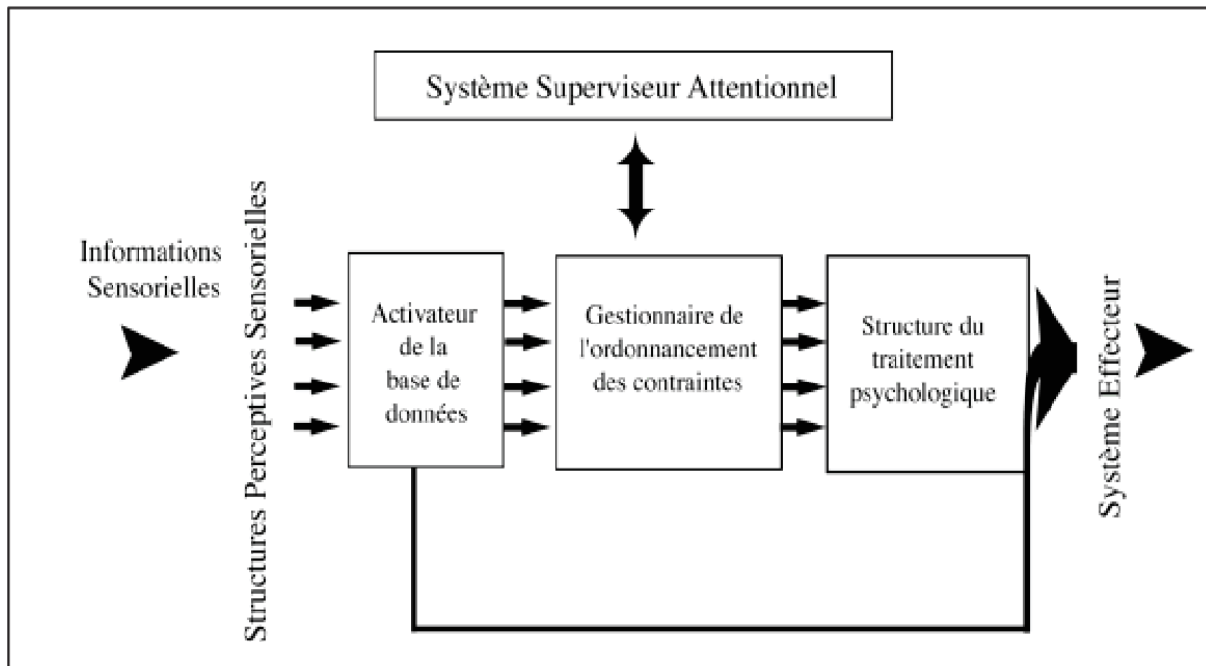 Système Superviseur Attentionnel
Informations
Sensorielles
Structures Perceptives Sensorielles
Activateur
de la
base de
données
Gestionnaire de
l'ordonnancement
des contraintes
Structure du
traitement
psychologique
Système Effecteur